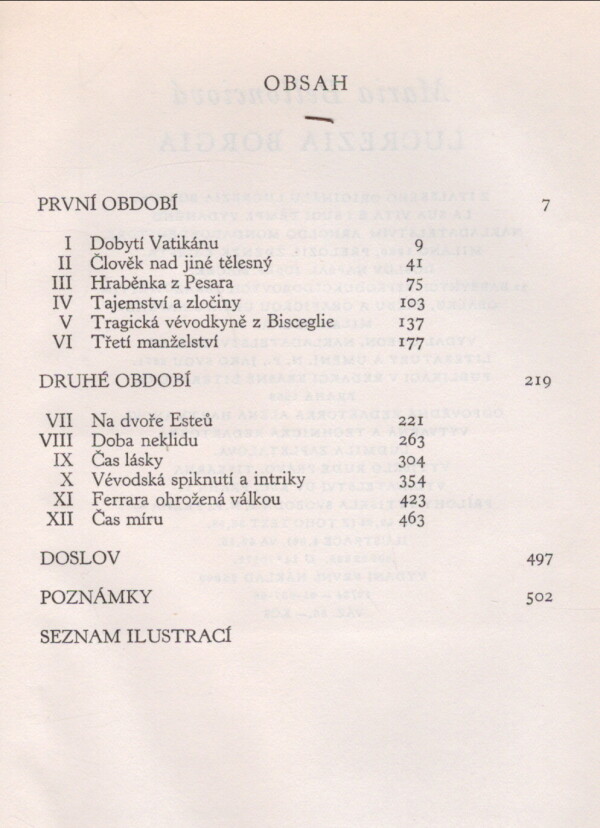 OBSAH
PRVNÍ OBDOBÍ 7
I Dobytí Vatikánu 9
II Člověk nad jiné tělesný 41
III Hraběnka z Pesara 75
IV Tajemství a zločiny 103
V Tragická vévodkyně z Bisceglie 137
VI Třetí manželství 177
DRUHÉ OBDOBÍ 219
VII Na dvoře Esteů 221
VIII Doba neklidu 263
IX Čas lásky 304
X Vévodská spiknutí a intriky 354
XI Ferrara ohrožená válkou 423
XII Čas míru 463
DOSLOV 497
POZNÁMKY 502
SEZNAM ILUSTRACÍ